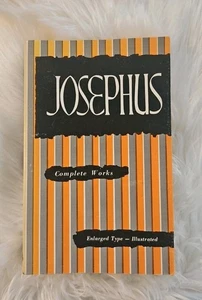 JOSEPHUS
Complete Works
Enlarged Type — Illustrated